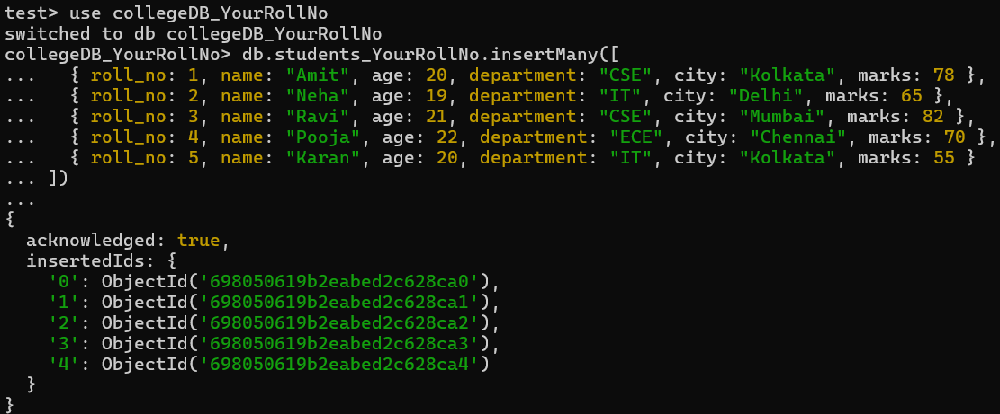 test> use collegeDB_YourRollNo
switched to db collegeDB_YourRollNo
collegeDB_YourRollNo> db.students_YourRollNo.insertMany([
...   { roll_no: 1, name: "Amit", age: 20, department: "CSE", city: "Kolkata", marks: 78 },
...   { roll_no: 2, name: "Neha", age: 19, department: "IT", city: "Delhi", marks: 65 },
...   { roll_no: 3, name: "Ravi", age: 21, department: "CSE", city: "Mumbai", marks: 82 },
...   { roll_no: 4, name: "Pooja", age: 22, department: "ECE", city: "Chennai", marks: 70 },
...   { roll_no: 5, name: "Karan", age: 20, department: "IT", city: "Kolkata", marks: 55 }
... ])
...
{
  acknowledged: true,
  insertedIds: {
    '0': ObjectId('698050619b2eabed2c628ca0'),
    '1': ObjectId('698050619b2eabed2c628ca1'),
    '2': ObjectId('698050619b2eabed2c628ca2'),
    '3': ObjectId('698050619b2eabed2c628ca3'),
    '4': ObjectId('698050619b2eabed2c628ca4')
  }
}